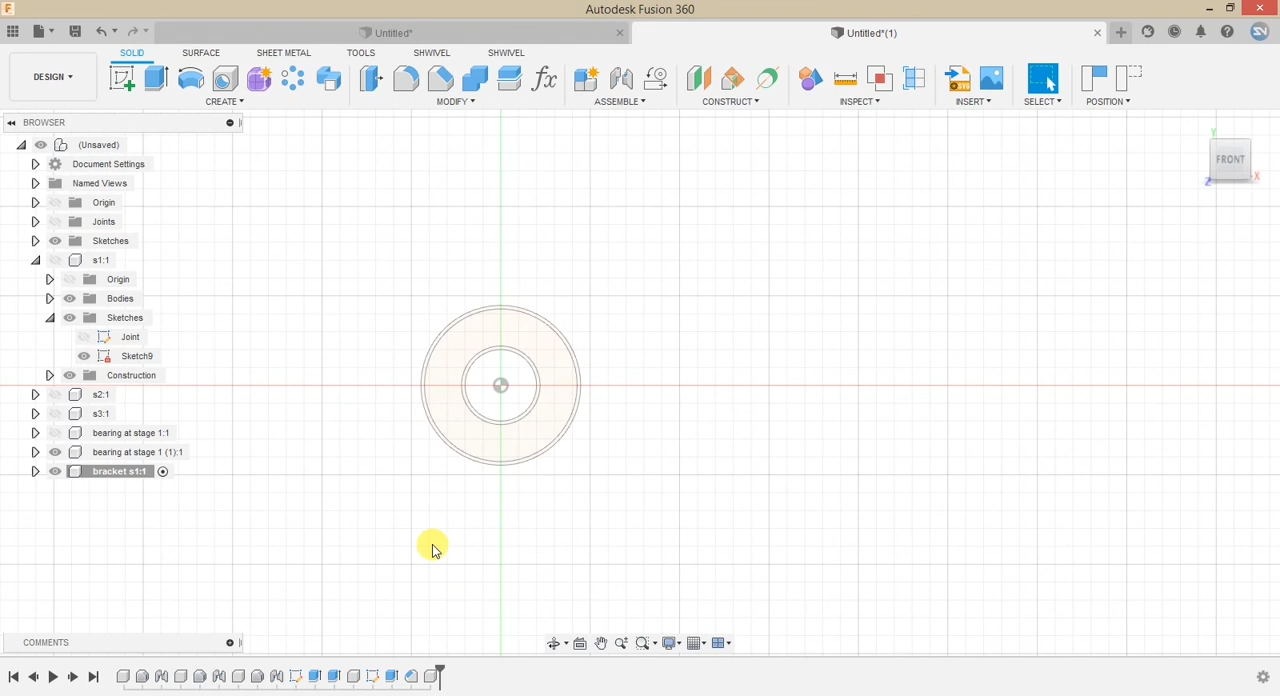 Autodesk Fusion 360
Untitled*
Untitled*(1)
SV
SOLID
SURFACE
SHEET METAL
TOOLS
SHWIVEL
SHWIVEL
DESIGN
CREATE
MODIFY
ASSEMBLE
CONSTRUCT
INSPECT
INSERT
SELECT
POSITION
fx
SVG
BROWSER
(Unsaved)
Document Settings
Named Views
Origin
Joints
Sketches
s1:1
Origin
Bodies
Sketches
Joint
Sketch9
Construction
s2:1
s3:1
bearing at stage 1:1
bearing at stage 1 (1):1
bracket s1:1
Y
FRONT
X
Z
COMMENTS